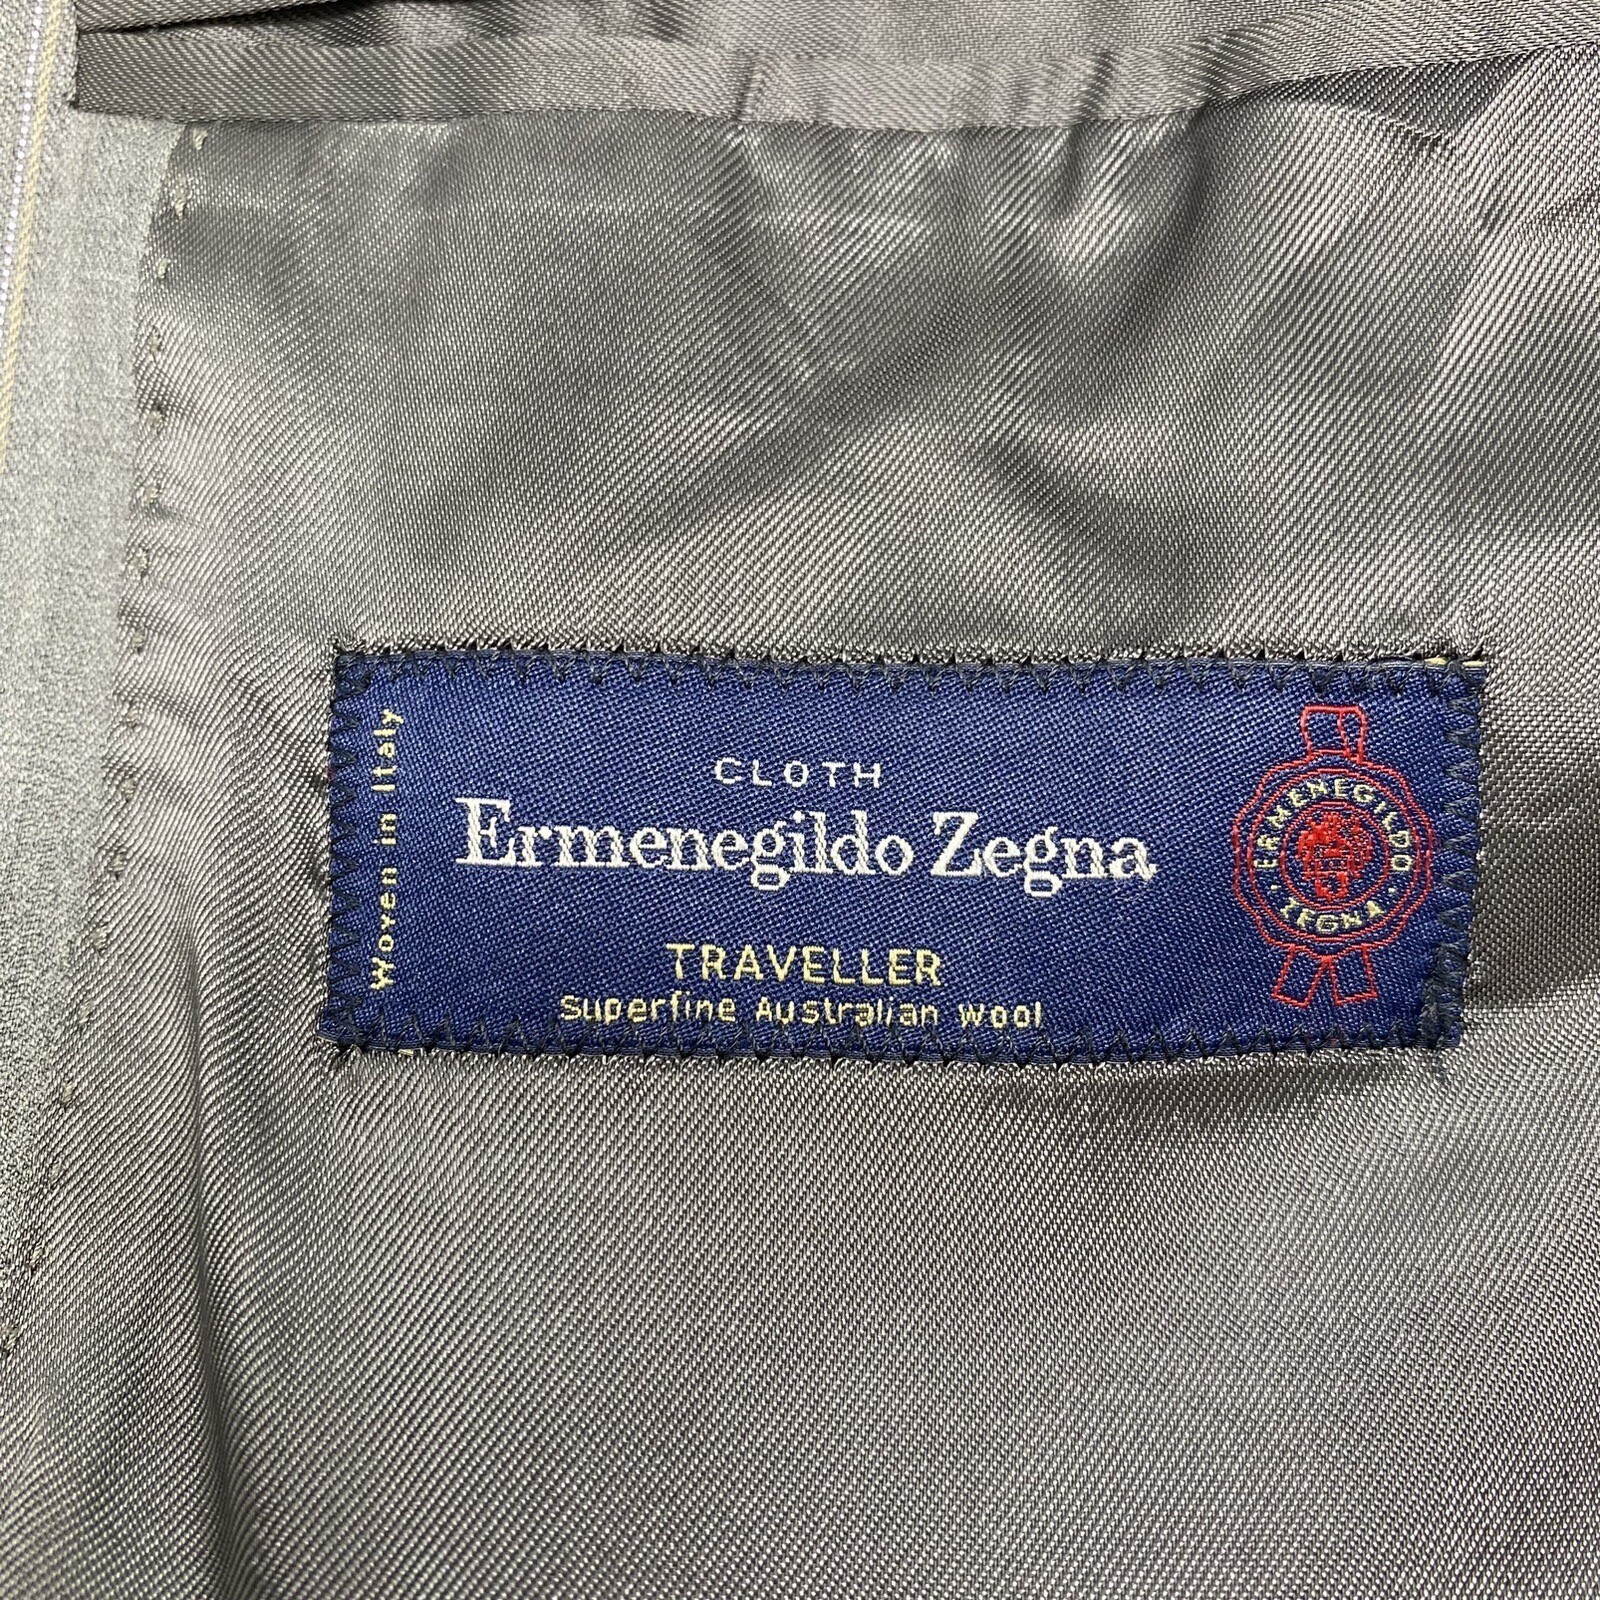 Woven in Italy
CLOTH
Ermenegildo Zegna
TRAVELLER
Superfine Australian wool
ERMENEGILDO
ZEGNA